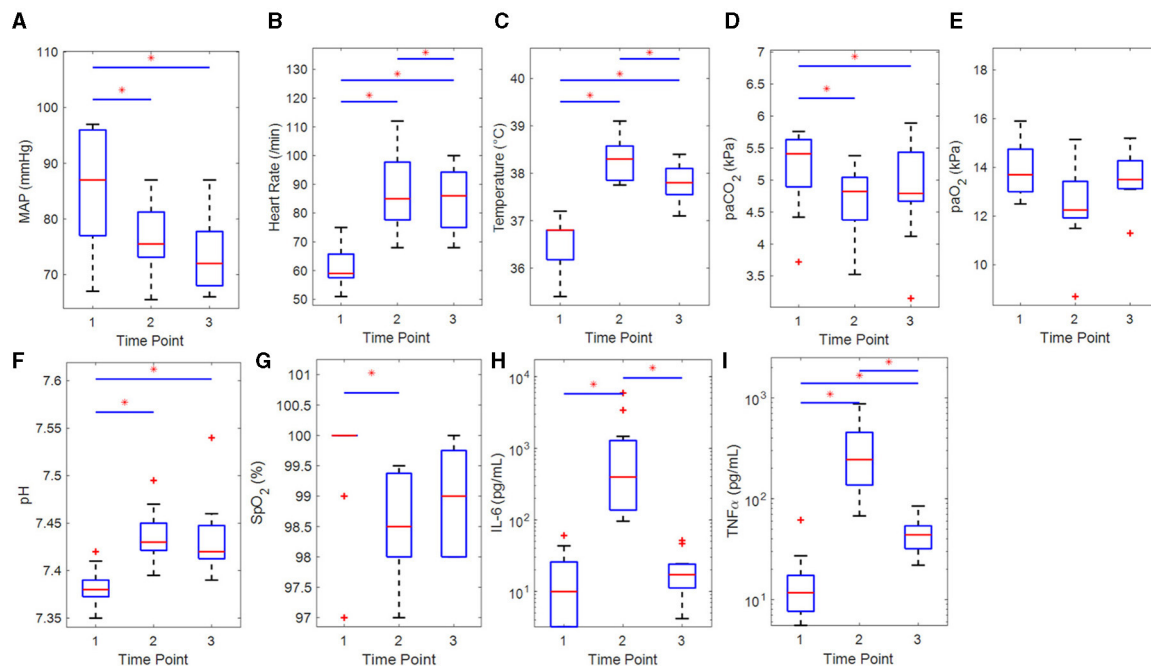 A
B
C
D
E
MAP (mmHg)
110
100
90
80
70
1 2 3
Time Point
Heart Rate (/min)
130
120
110
100
90
80
70
60
50
1 2 3
Time Point
Temperature (°C)
40
39
38
37
36
1 2 3
Time Point
paCO2 (kPa)
7
6.5
6
5.5
5
4.5
4
3.5
1 2 3
Time Point
paO2 (kPa)
18
16
14
12
10
1 2 3
Time Point
F
G
H
I
pH
7.6
7.55
7.5
7.45
7.4
7.35
1 2 3
Time Point
SpO2 (%)
101
100.5
100
99.5
99
98.5
98
97.5
97
1 2 3
Time Point
IL-6 (pg/mL)
10^4
10^3
10^2
10^1
1 2 3
Time Point
TNFα (pg/mL)
10^3
10^2
10^1
1 2 3
Time Point